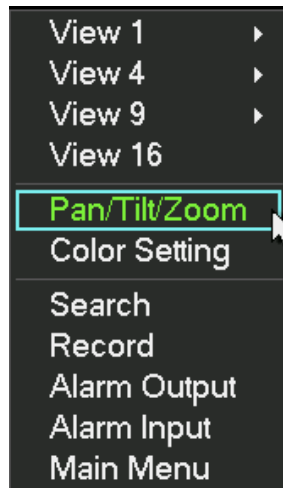 View 1
View 4
View 9
View 16
Pan/Tilt/Zoom
Color Setting
Search
Record
Alarm Output
Alarm Input
Main Menu